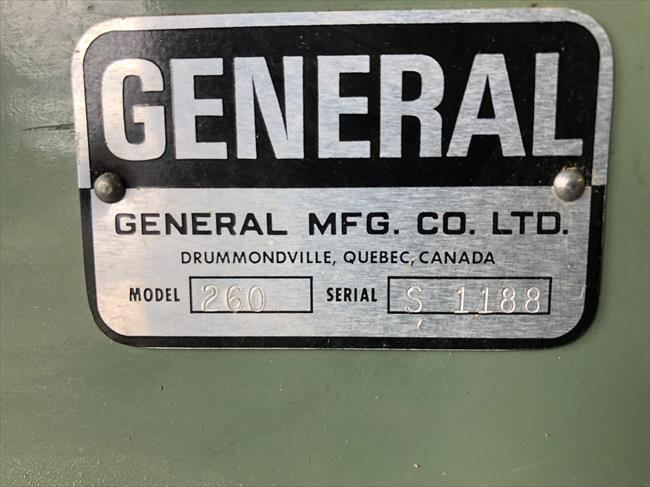 GENERAL
GENERAL MFG. CO. LTD.
DRUMMONDVILLE, QUEBEC, CANADA
MODEL 260 SERIAL S 1188